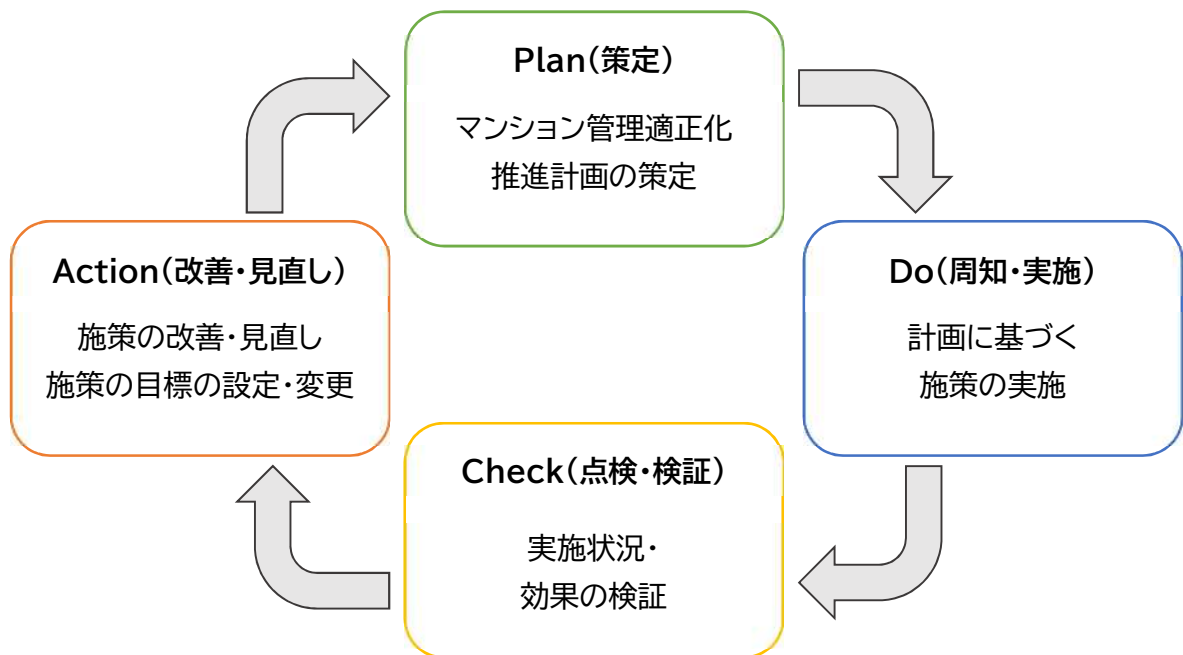 Plan(策定)
マンション管理適正化
推進計画の策定
Do(周知・実施)
計画に基づく
施策の実施
Check(点検・検証)
実施状況・
効果の検証
Action(改善・見直し)
施策の改善・見直し
施策の目標の設定・変更